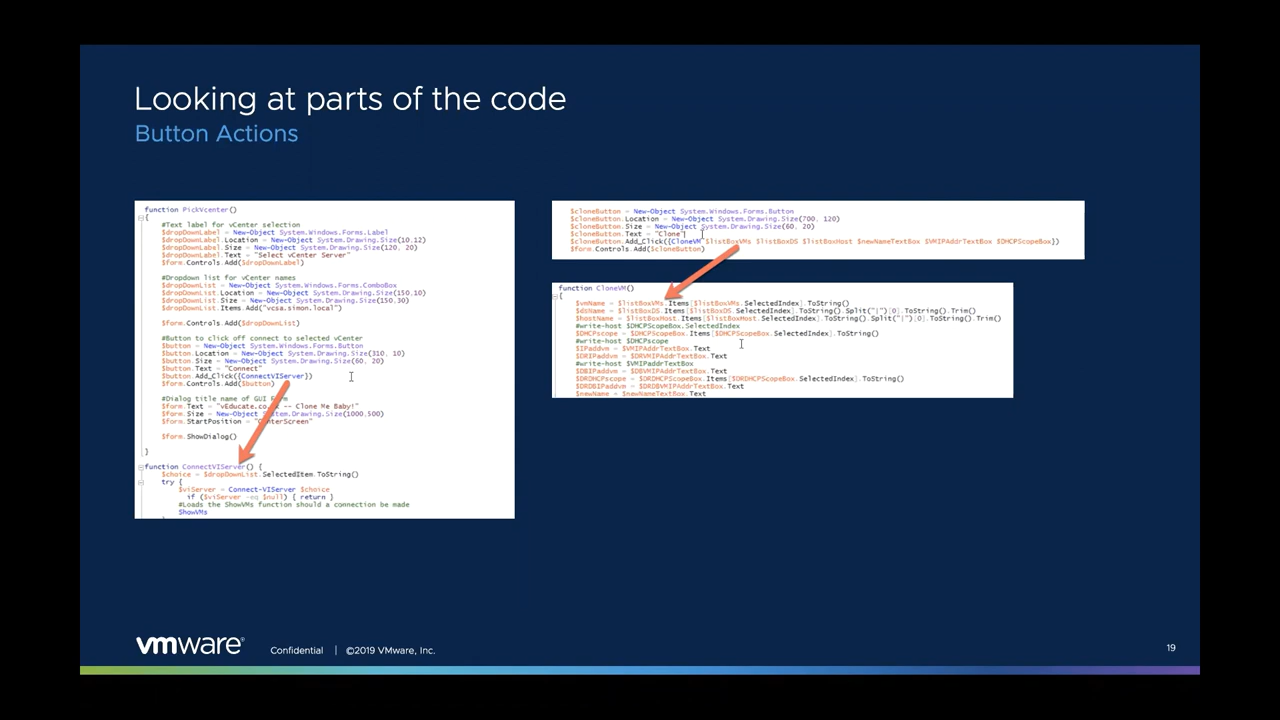 Looking at parts of the code
Button Actions
function PickVcenter()
{
#Text label for vCenter selection
$dropDownLabel = New-Object System.Windows.Forms.Label
$dropDownLabel.Location = New-Object System.Drawing.Size(10,12)
$dropDownLabel.Size = New-Object System.Drawing.Size(120, 20)
$dropDownLabel.Text = "Select vCenter Server"
$form.Controls.Add($dropDownLabel)
#Dropdown list for vCenter names
$dropDownList = New-Object System.Windows.Forms.ComboBox
$dropDownList.Location = New-Object System.Drawing.Size(150,10)
$dropDownList.Size = New-Object System.Drawing.Size(150,30)
$dropDownList.Items.Add("vcsa.simon.local")
$form.Controls.Add($dropDownList)
#Button to click off connect to selected vCenter
$button = New-Object System.Windows.Forms.Button
$button.Location = New-Object System.Drawing.Size(310, 10)
$button.Size = New-Object System.Drawing.Size(60, 20)
$button.Text = "Connect"
$button.Add_Click({ConnectVIServer})
$form.Controls.Add($button)
#Dialog title name of GUI
$form.Text = "vEducate.co. -- Clone Me Baby!"
$form.Size = New-Object System.Drawing.Size(1000,500)
$form.StartPosition = "CenterScreen"
$form.ShowDialog()
}
function ConnectVIServer() {
$choice = $dropDownList.SelectedItem.ToString()
try {
$viServer = Connect-VIServer $choice
if ($viServer -eq $null) { return }
#Loads the ShowVMs function should a connection be made
ShowVMs
$cloneButton = New-Object System.Windows.Forms.Button
$cloneButton.Location = New-Object System.Drawing.Size(700, 120)
$cloneButton.Size = New-Object System.Drawing.Size(60, 20)
$cloneButton.Text = "Clone"
$cloneButton.Add_Click({CloneVM $listBoxVMs $listBoxDS $listBoxHost $newNameTextBox $VMIPAddrTextBox $DHCPScopeBox})
$form.Controls.Add($cloneButton)
function CloneVM()
{
$vmName = $listBoxVMs.Items[$listBoxVMs.SelectedIndex].ToString()
$dsName = $listBoxDS.Items[$listBoxDS.SelectedIndex].ToString().Split("|")[0].ToString().Trim()
$hostName = $listBoxHost.Items[$listBoxHost.SelectedIndex].ToString().Split("|")[0].ToString().Trim()
#write-host $DHCPScopeBox.SelectedIndex
$DHCPscope = $DHCPScopeBox.Items[$DHCPScopeBox.SelectedIndex].ToString()
#write-host $DHCPscope
$IPaddvm = $VMIPAddrTextBox.Text
$DRIPaddvm = $DRVMIPAddrTextBox.Text
#write-host $VMIPAddrTextBox
$DBIPaddvm = $DBVMIPAddrTextBox.Text
$DRDHCPscope = $DRDHCPScopeBox.Items[$DRDHCPScopeBox.SelectedIndex].ToString()
$DRDBIPaddvm = $DRDBVMIPAddrTextBox.Text
$newName = $newNameTextBox.Text
vmware®
Confidential | ©2019 VMware, Inc.
19